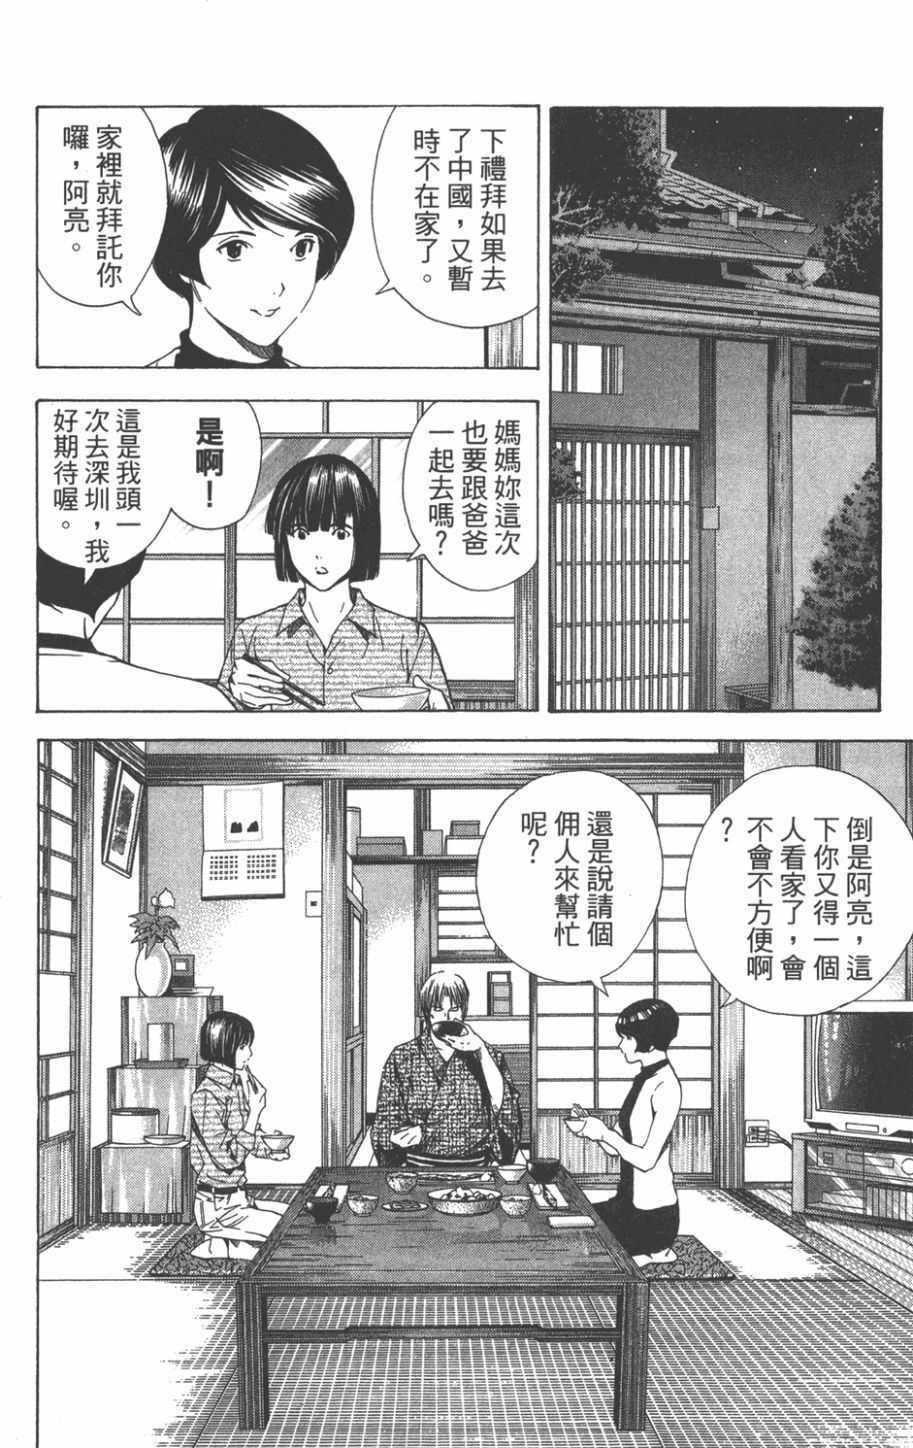 下禮拜如果去
了中國，又暫
時不在家了。
家裡就拜託你
囉，阿亮。
媽媽妳這次
也要跟爸爸
一起去嗎？
是啊！
這是我頭一
次去深圳，我
好期待喔。
倒是阿亮，這
下你又得一個
人看家了，會
不會不方便啊
？
還是說請個
佣人來幫忙
呢？